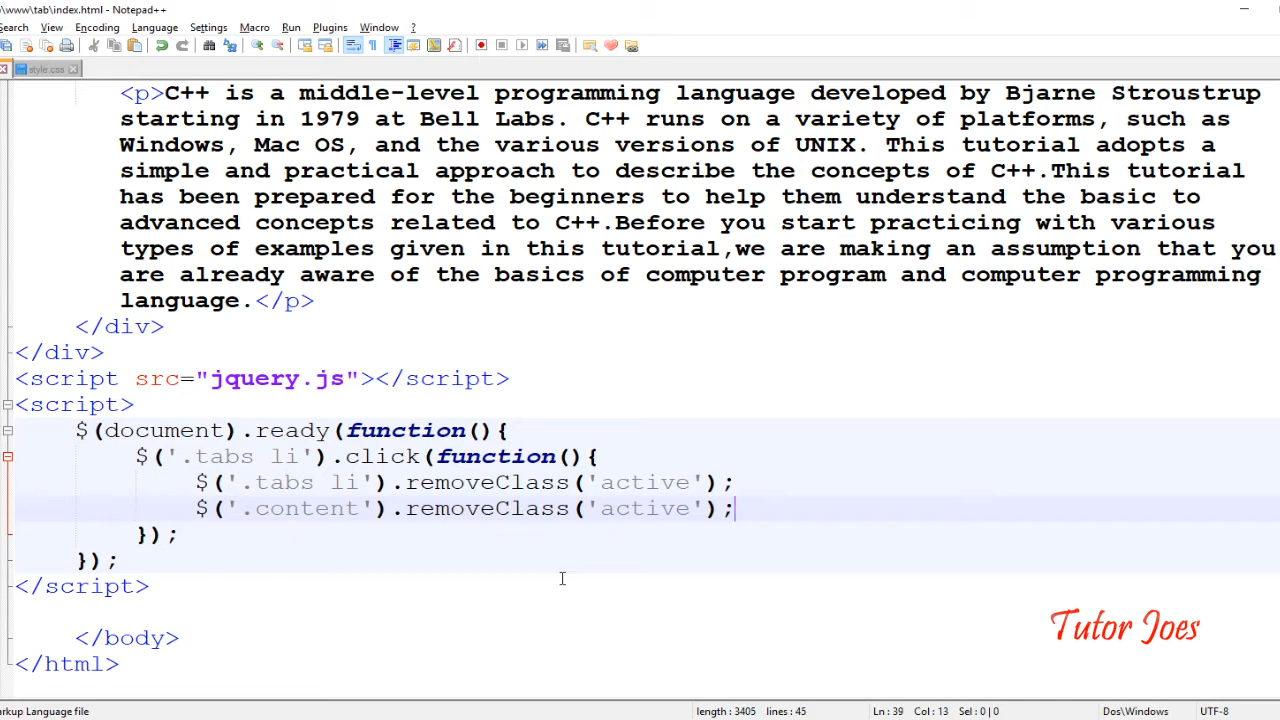 \www\tab\index.html - Notepad++
Search View Encoding Language Settings Macro Run Plugins Window ?
style.css
<p>C++ is a middle-level programming language developed by Bjarne Stroustrup
starting in 1979 at Bell Labs. C++ runs on a variety of platforms, such as
Windows, Mac OS, and the various versions of UNIX. This tutorial adopts a
simple and practical approach to describe the concepts of C++.This tutorial
has been prepared for the beginners to help them understand the basic to
advanced concepts related to C++.Before you start practicing with various
types of examples given in this tutorial,we are making an assumption that you
are already aware of the basics of computer program and computer programming
language.</p>
</div>
</div>
<script src="jquery.js"></script>
<script>
$(document).ready(function(){
$('.tabs li').click(function(){
$('.tabs li').removeClass('active');
$('.content').removeClass('active');
});
});
</script>
</body>
</html>
Tutor Joes
arkup Language file length : 3405 lines : 45 Ln : 39 Col : 13 Sel : 0 | 0 Dos\Windows UTF-8